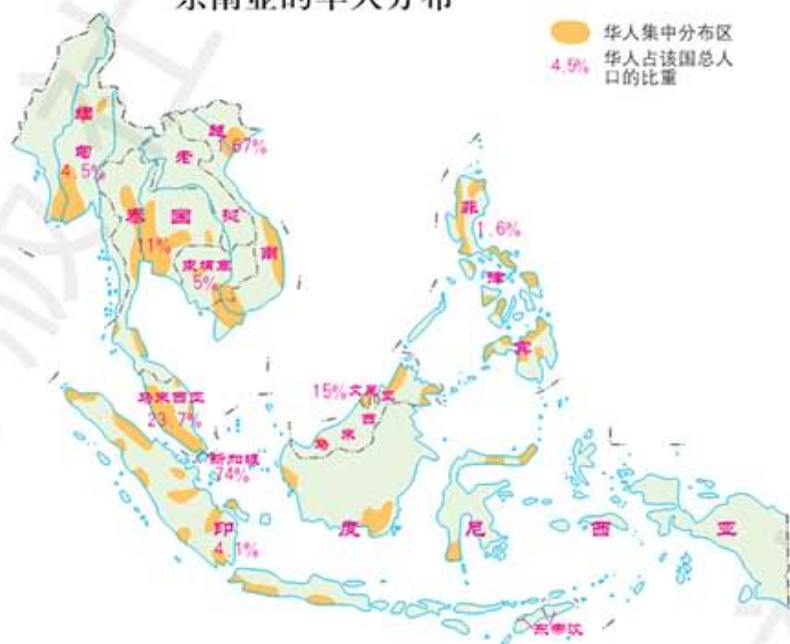 东南亚的华人分布
华人集中分布区
4.5%
华人占该国总人
口的比重
缅
甸
4.5%
越
1.67%
老
泰 国
11%
挝
南
柬埔寨
5%
菲
1.6%
律
宾
马来西亚
23.7%
15%
文莱
马 来 西 亚
新加坡
74%
印 度 尼 西 亚
4.1%
东帝汶